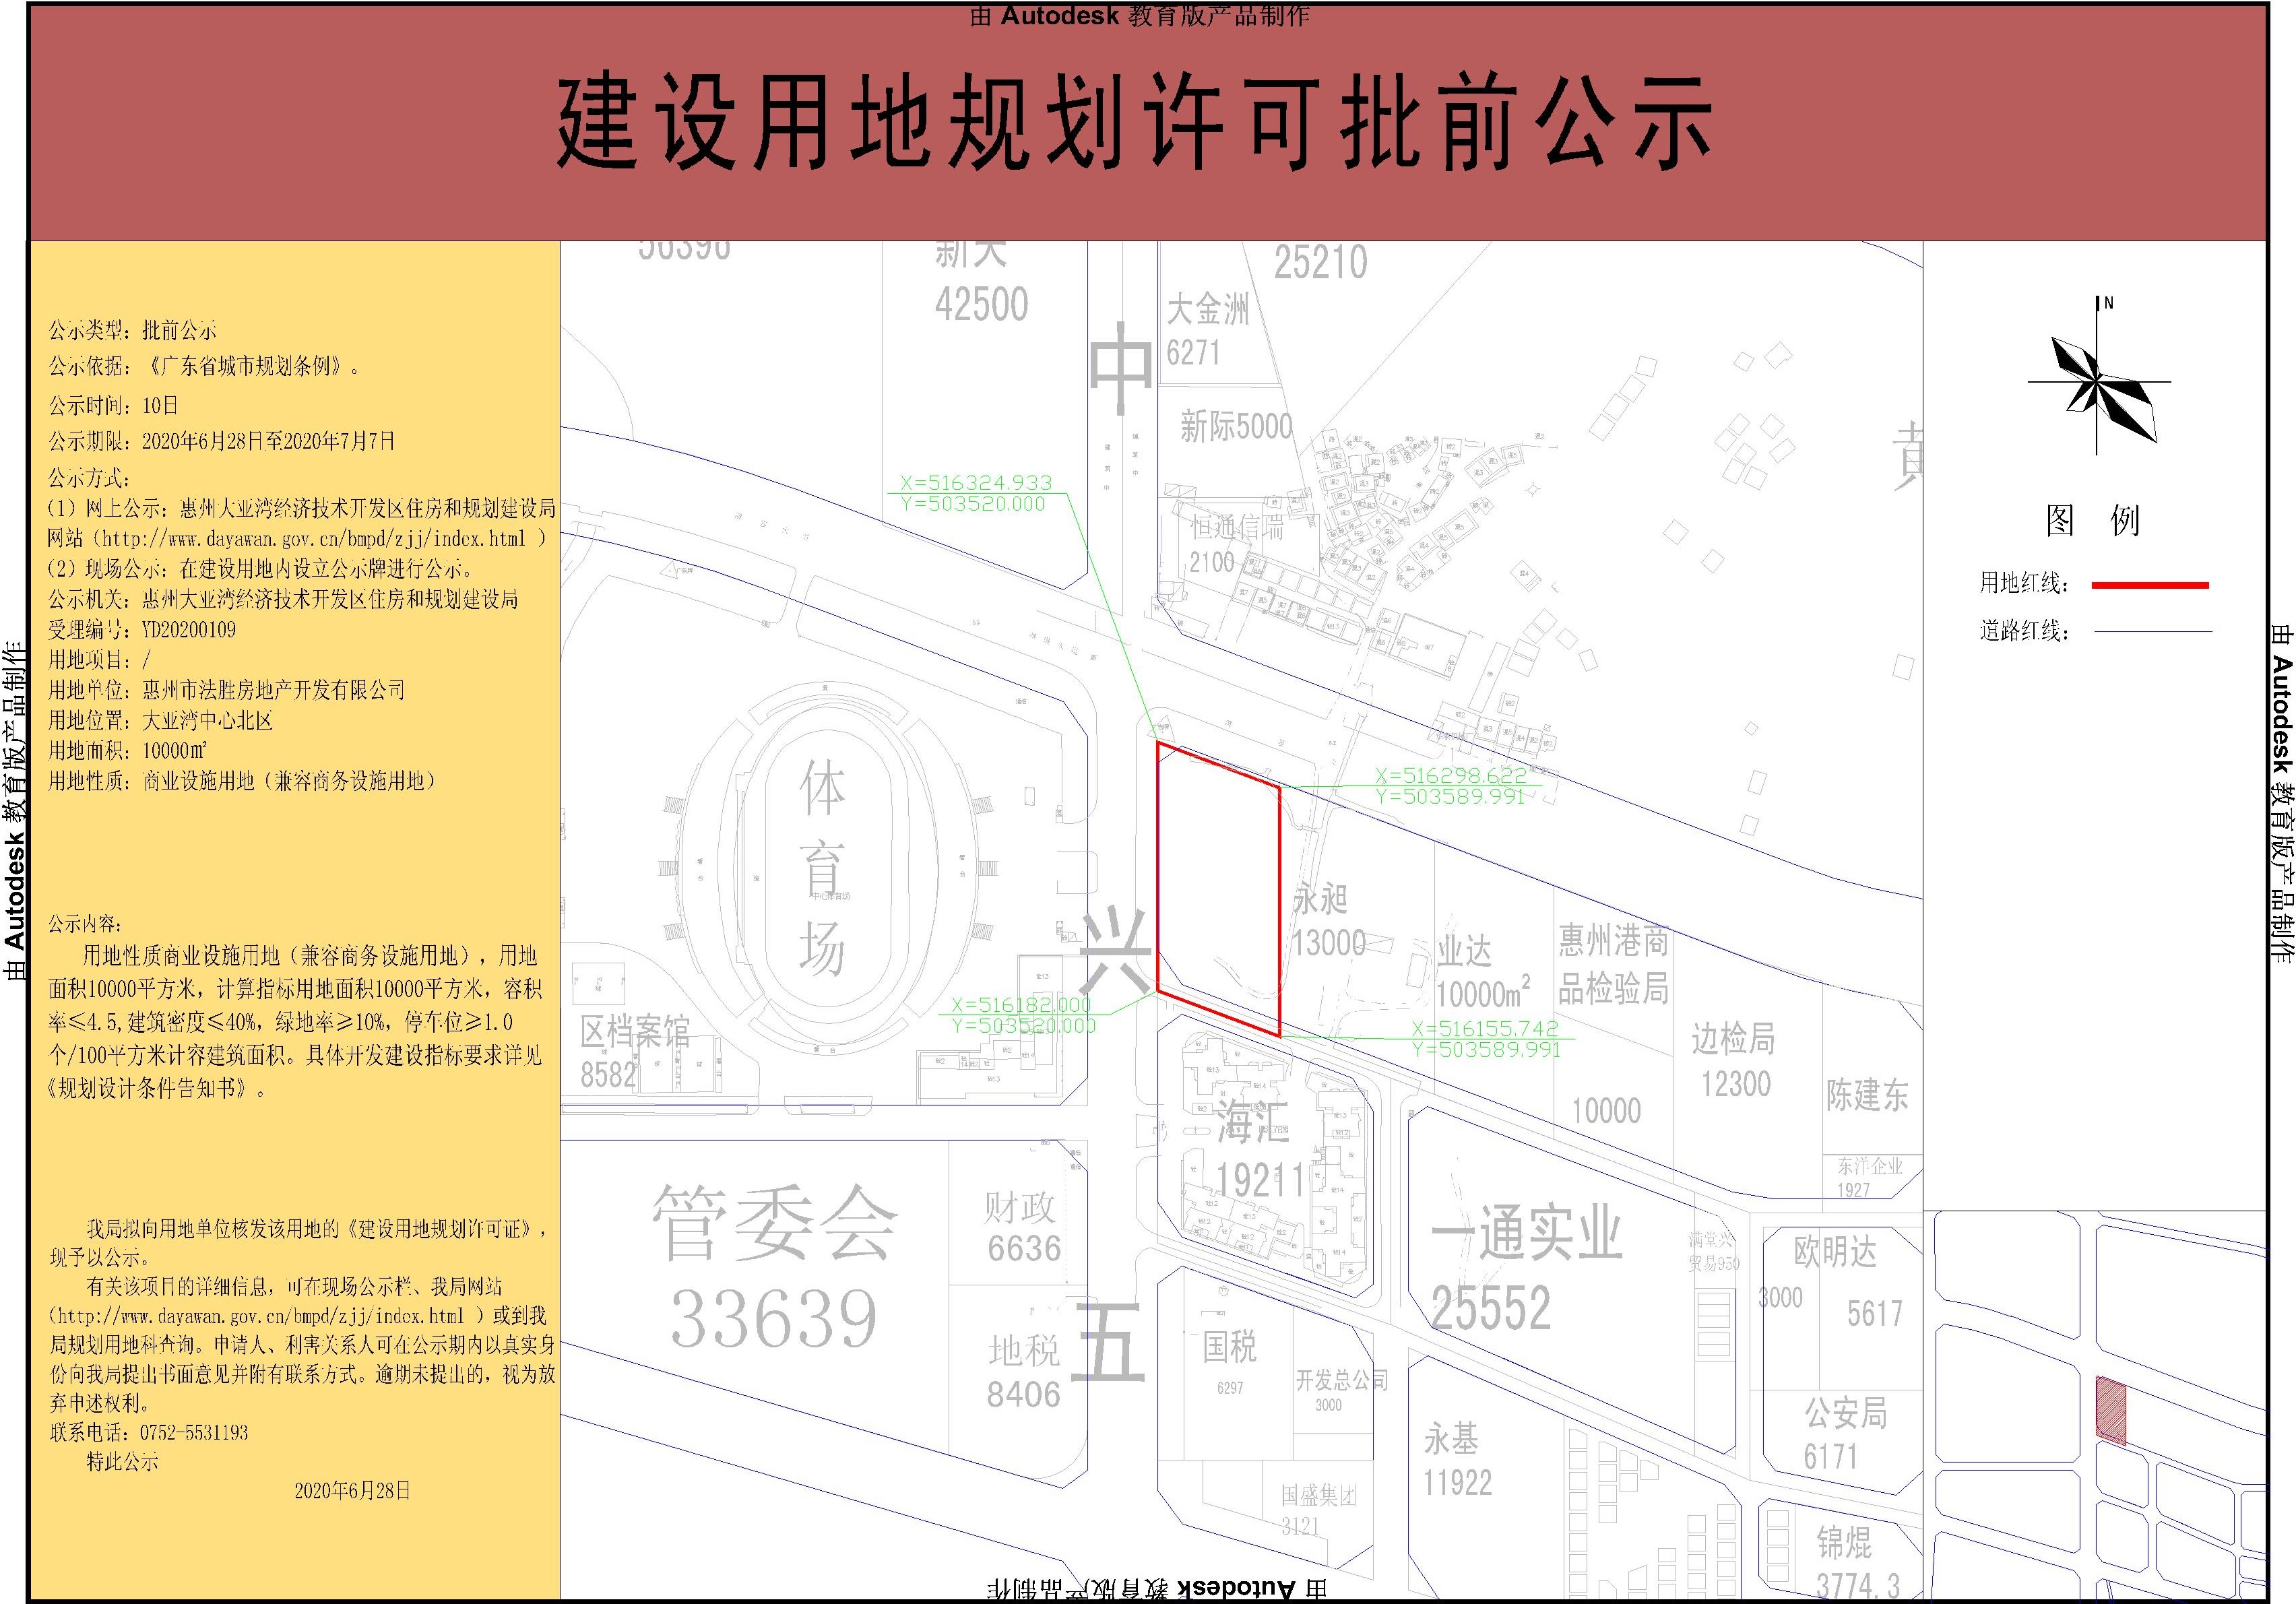 由 Autodesk 教育版产品制作
建设用地规划许可批前公示
公示类型：批前公示
公示依据：《广东省城市规划条例》。
公示时间：10日
公示期限：2020年6月28日至2020年7月7日
公示方式：
（1）网上公示：惠州大亚湾经济技术开发区住房和规划建设局
网站（http://www.dayawan.gov.cn/bmpd/zjj/index.html ）
（2）现场公示：在建设用地内设立公示牌进行公示。
公示机关：惠州大亚湾经济技术开发区住房和规划建设局
受理编号：YD20200109
用地项目：/
用地单位：惠州市法胜房地产开发有限公司
用地位置：大亚湾中心北区
用地面积：10000㎡
用地性质：商业设施用地（兼容商务设施用地）
公示内容：
用地性质商业设施用地（兼容商务设施用地），用地
面积10000平方米，计算指标用地面积10000平方米，容积
率≤4.5,建筑密度≤40%，绿地率≥10%，停车位≥1.0
个/100平方米计容建筑面积。具体开发建设指标要求详见
《规划设计条件告知书》。
我局拟向用地单位核发该用地的《建设用地规划许可证》，
现予以公示。
有关该项目的详细信息，可在现场公示栏、我局网站
（http://www.dayawan.gov.cn/bmpd/zjj/index.html ）或到我
局规划用地科查询。申请人、利害关系人可在公示期内以真实身
份向我局提出书面意见并附有联系方式。逾期未提出的，视为放
弃申述权利。
联系电话：0752-5531193
特此公示
2020年6月28日
42500
25210
大金洲
6271
中
新际5000
X=516324.933
Y=503520.000
恒通信瑞
2100
X=516298.622
Y=503589.991
体
育
场
中心体育场
兴
永昶
13000
业达
10000m²
惠州港商
品检验局
X=516182.000
Y=503520.000
X=516155.742
Y=503589.991
区档案馆
8582
边检局
12300
10000
陈建东
东洋企业
1927
海汇
19211
管委会
33639
财政
6636
地税
8406
五
国税
6297
开发总公司
3000
一通实业
25552
满堂兴
贸易950
欧明达
3000
5617
公安局
6171
永基
11922
国盛集团
3121
锦焜
3774.3
N
图 例
用地红线：
道路红线：
由 Autodesk 教育版产品制作
由 Autodesk 教育版产品制作
由 Autodesk 教育版产品制作